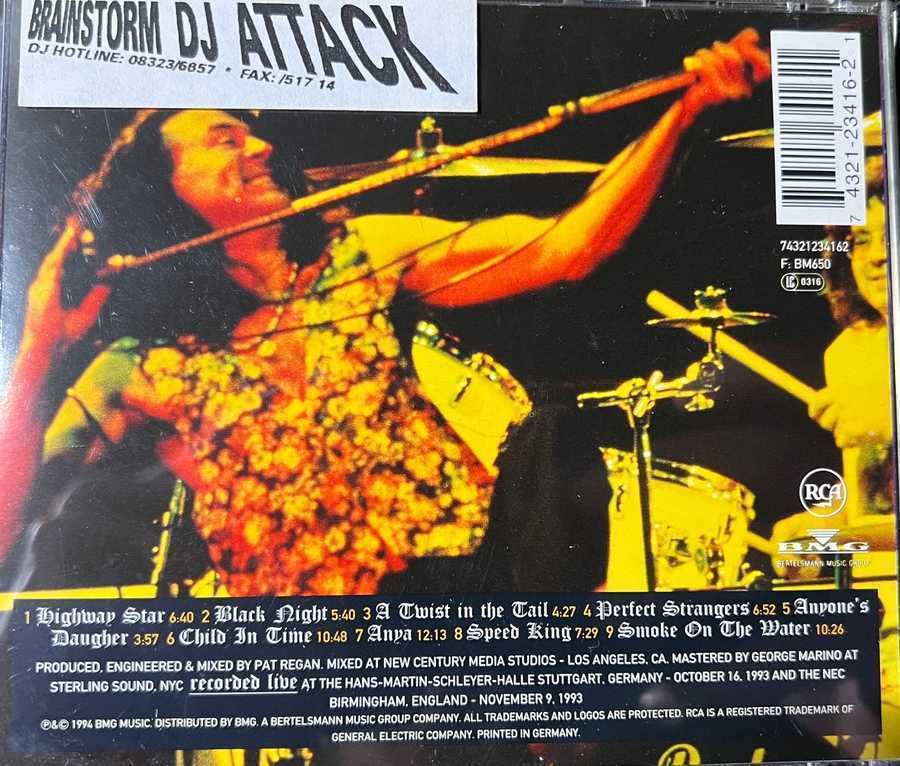 BRAINSTORM DJ ATTACK
DJ HOTLINE: 08323/6657 * FAX: /517 14
7 4321-23416-2 1
74321234162
F: BM650
LC 0316
RCA
BMG
BERTELSMANN MUSIC GROUP
1 Highway Star 6:40 2 Black Night 5:40 3 A Twist in the Tail 4:27 4 Perfect Strangers 6:52 5 Anyone's
Daugher 3:57 6 Child In Time 10:48 7 Anya 12:13 8 Speed King 7:29 9 Smoke On The Water 10:26
PRODUCED, ENGINEERED & MIXED BY PAT REGAN. MIXED AT NEW CENTURY MEDIA STUDIOS - LOS ANGELES, CA. MASTERED BY GEORGE MARINO AT
STERLING SOUND, NYC recorded live AT THE HANS-MARTIN-SCHLEYER-HALLE STUTTGART, GERMANY - OCTOBER 16, 1993 AND THE NEC
BIRMINGHAM, ENGLAND - NOVEMBER 9, 1993
℗&© 1994 BMG MUSIC. DISTRIBUTED BY BMG. A BERTELSMANN MUSIC GROUP COMPANY. ALL TRADEMARKS AND LOGOS ARE PROTECTED. RCA IS A REGISTERED TRADEMARK OF
GENERAL ELECTRIC COMPANY. PRINTED IN GERMANY.